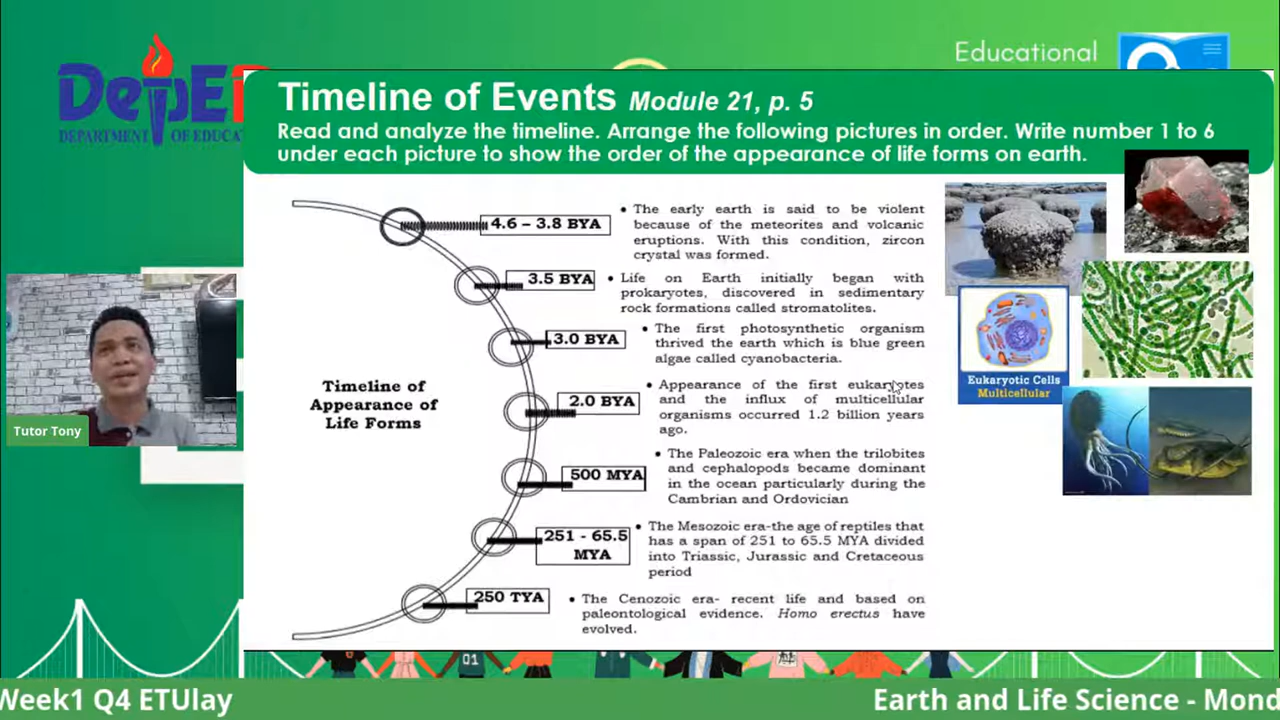 Educational
DepE
DEPARTMENT OF EDUCA
Timeline of Events Module 21, p. 5
Read and analyze the timeline. Arrange the following pictures in order. Write number 1 to 6
under each picture to show the order of the appearance of life forms on earth.
4.6 – 3.8 BYA
• The early earth is said to be violent
because of the meteorites and volcanic
eruptions. With this condition, zircon
crystal was formed.
3.5 BYA
• Life on Earth initially began with
prokaryotes, discovered in sedimentary
rock formations called stromatolites.
3.0 BYA
• The first photosynthetic organism
thrived the earth which is blue green
algae called cyanobacteria.
2.0 BYA
• Appearance of the first eukaryotes
and the influx of multicellular
organisms occurred 1.2 billion years
ago.
Timeline of
Appearance of
Life Forms
500 MYA
• The Paleozoic era when the trilobites
and cephalopods became dominant
in the ocean particularly during the
Cambrian and Ordovician
251 - 65.5
MYA
• The Mesozoic era-the age of reptiles that
has a span of 251 to 65.5 MYA divided
into Triassic, Jurassic and Cretaceous
period
250 TYA
• The Cenozoic era- recent life and based on
paleontological evidence. Homo erectus have
evolved.
Eukaryotic Cells
Multicellular
Tutor Tony
01
Week1 Q4 ETUlay
Earth and Life Science - Mond